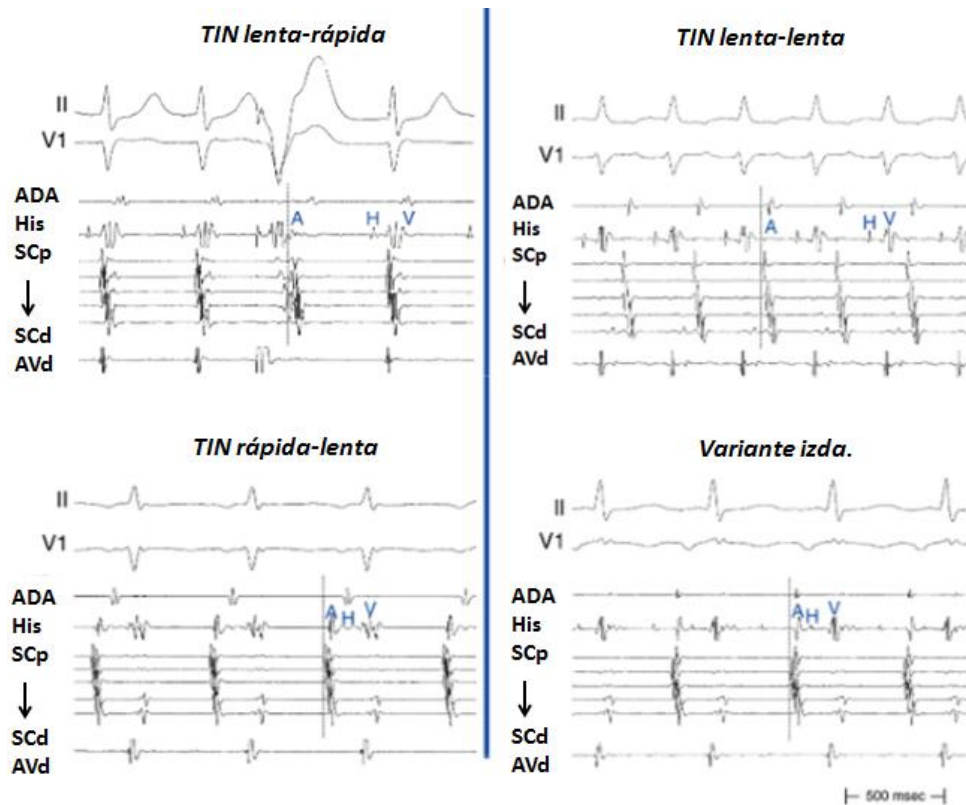 TIN lenta-rápida
II
V1
ADA
His
SCp
SCd
AVd
A H V
TIN lenta-lenta
II
V1
ADA
His
SCp
SCd
AVd
A H V
TIN rápida-lenta
II
V1
ADA
His
SCp
SCd
AVd
A H V
Variante izda.
II
V1
ADA
His
SCp
SCd
AVd
A H V
500 msec